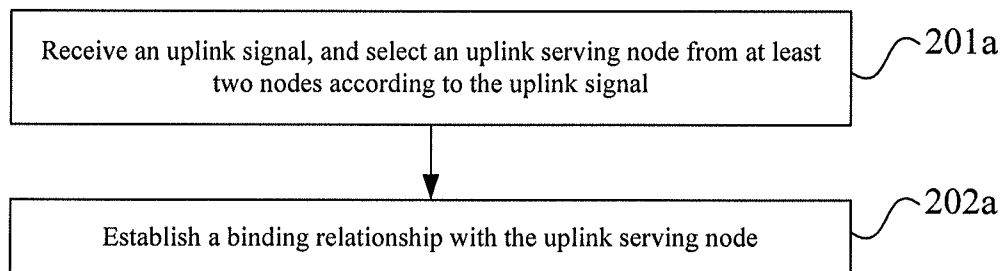 Receive an uplink signal, and select an uplink serving node from at least
two nodes according to the uplink signal
201a
Establish a binding relationship with the uplink serving node
202a